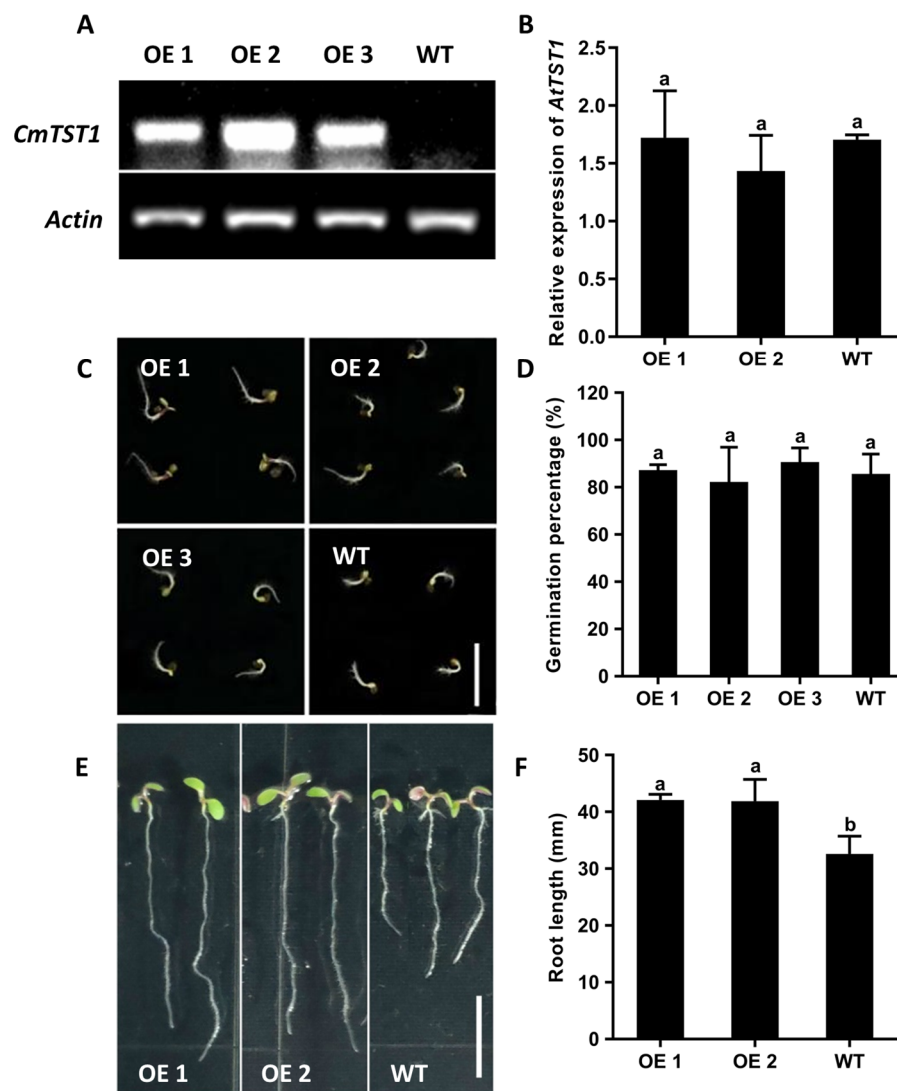 A
OE 1 OE 2 OE 3 WT
CmTST1
Actin
B
Relative expression of AtTST1
2.5
2.0
1.5
1.0
0.5
0.0
a a a
OE 1 OE 2 WT
C
OE 1 OE 2
OE 3 WT
D
Germination percentage (%)
120
100
80
60
40
20
0
a a a a
OE 1 OE 2 OE 3 WT
E
OE 1 OE 2 WT
F
Root length (mm)
50
40
30
20
10
0
a a b
OE 1 OE 2 WT